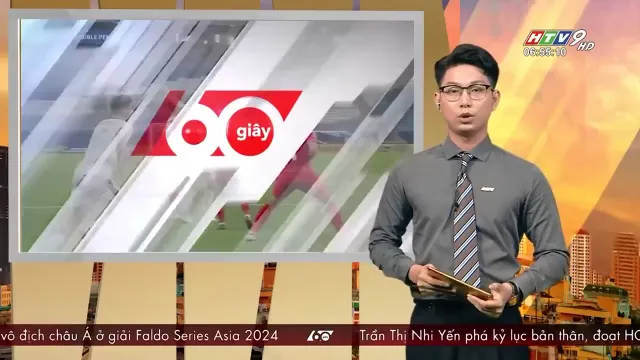 HTV9 HD
06:55:10
60 giây
vô địch châu Á ở giải Faldo Series Asia 2024 60 Trần Thị Nhi Yến phá kỷ lục bản thân, đoạt HC